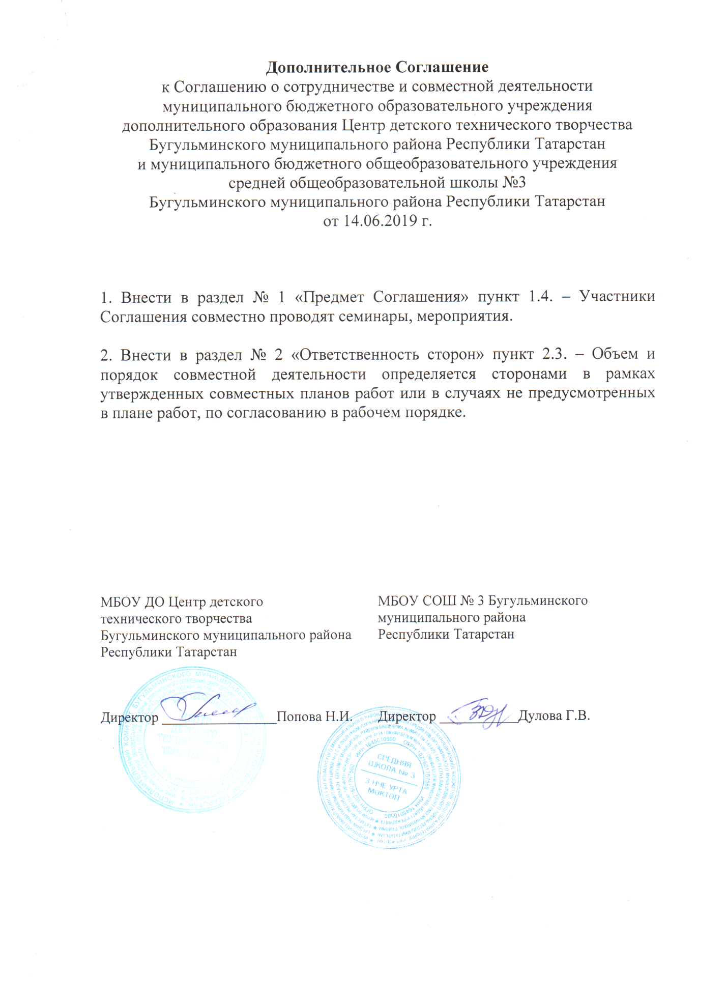 Дополнительное Соглашение
к Соглашению о сотрудничестве и совместной деятельности
муниципального бюджетного образовательного учреждения
дополнительного образования Центр детского технического творчества
Бугульминского муниципального района Республики Татарстан
и муниципального бюджетного общеобразовательного учреждения
средней общеобразовательной школы №3
Бугульминского муниципального района Республики Татарстан
от 14.06.2019 г.
1. Внести в раздел № 1 «Предмет Соглашения» пункт 1.4. – Участники
Соглашения совместно проводят семинары, мероприятия.
2. Внести в раздел № 2 «Ответственность сторон» пункт 2.3. – Объем и
порядок совместной деятельности определяется сторонами в рамках
утвержденных совместных планов работ или в случаях не предусмотренных
в плане работ, по согласованию в рабочем порядке.
МБОУ ДО Центр детского
технического творчества
Бугульминского муниципального района
Республики Татарстан
Директор Попова Н.И.
МБОУ СОШ № 3 Бугульминского
муниципального района
Республики Татарстан
Директор Дулова Г.В.
ДЕТСКОГО
ТЕХНИЧЕСКОГО
ТВОРЧЕСТВА
ИНН 1645010500 ОГРН 1021601767560
СРЕДНЯЯ
ШКОЛА № 3
3 НЧЕ УРТА
МӘКТӘП
ИНН 1645010500 ОГРН 1021601767560